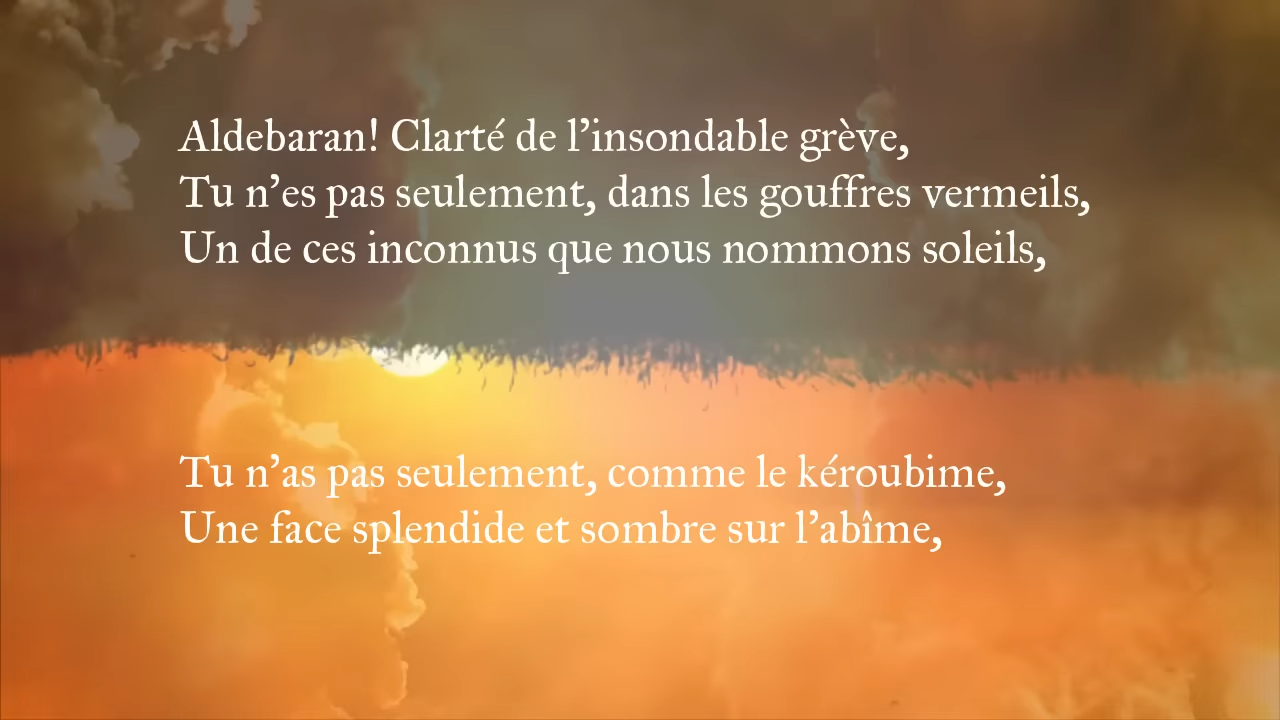 Aldebaran! Clarté de l’insondable grève,
Tu n’es pas seulement, dans les gouffres vermeils,
Un de ces inconnus que nous nommons soleils,
Tu n’as pas seulement, comme le kéroubime,
Une face splendide et sombre sur l’abîme,